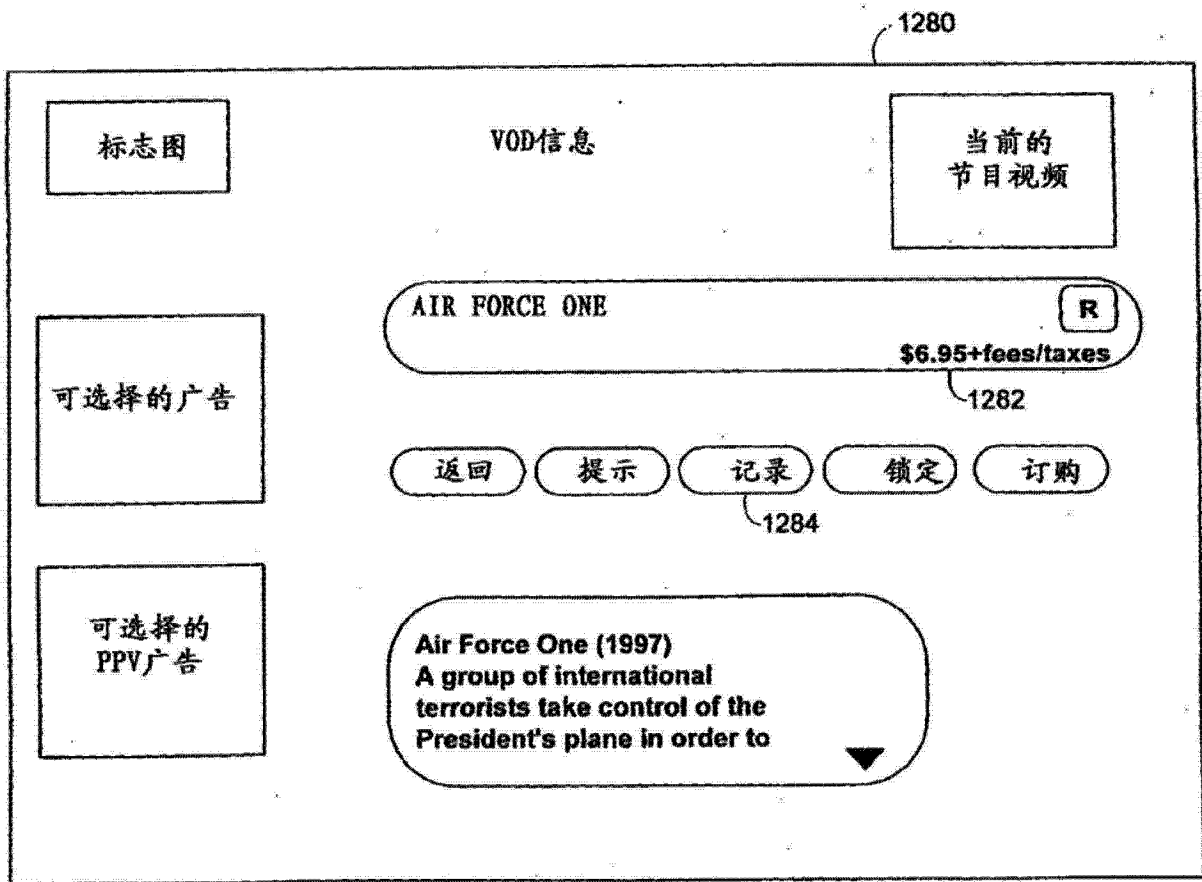 1280
标志图
VOD信息
当前的
节目视频
AIR FORCE ONE
R
$6.95+fees/taxes
1282
可选择的广告
返回
提示
记录
锁定
订购
1284
可选择的
PPV广告
Air Force One (1997)
A group of international
terrorists take control of the
President's plane in order to